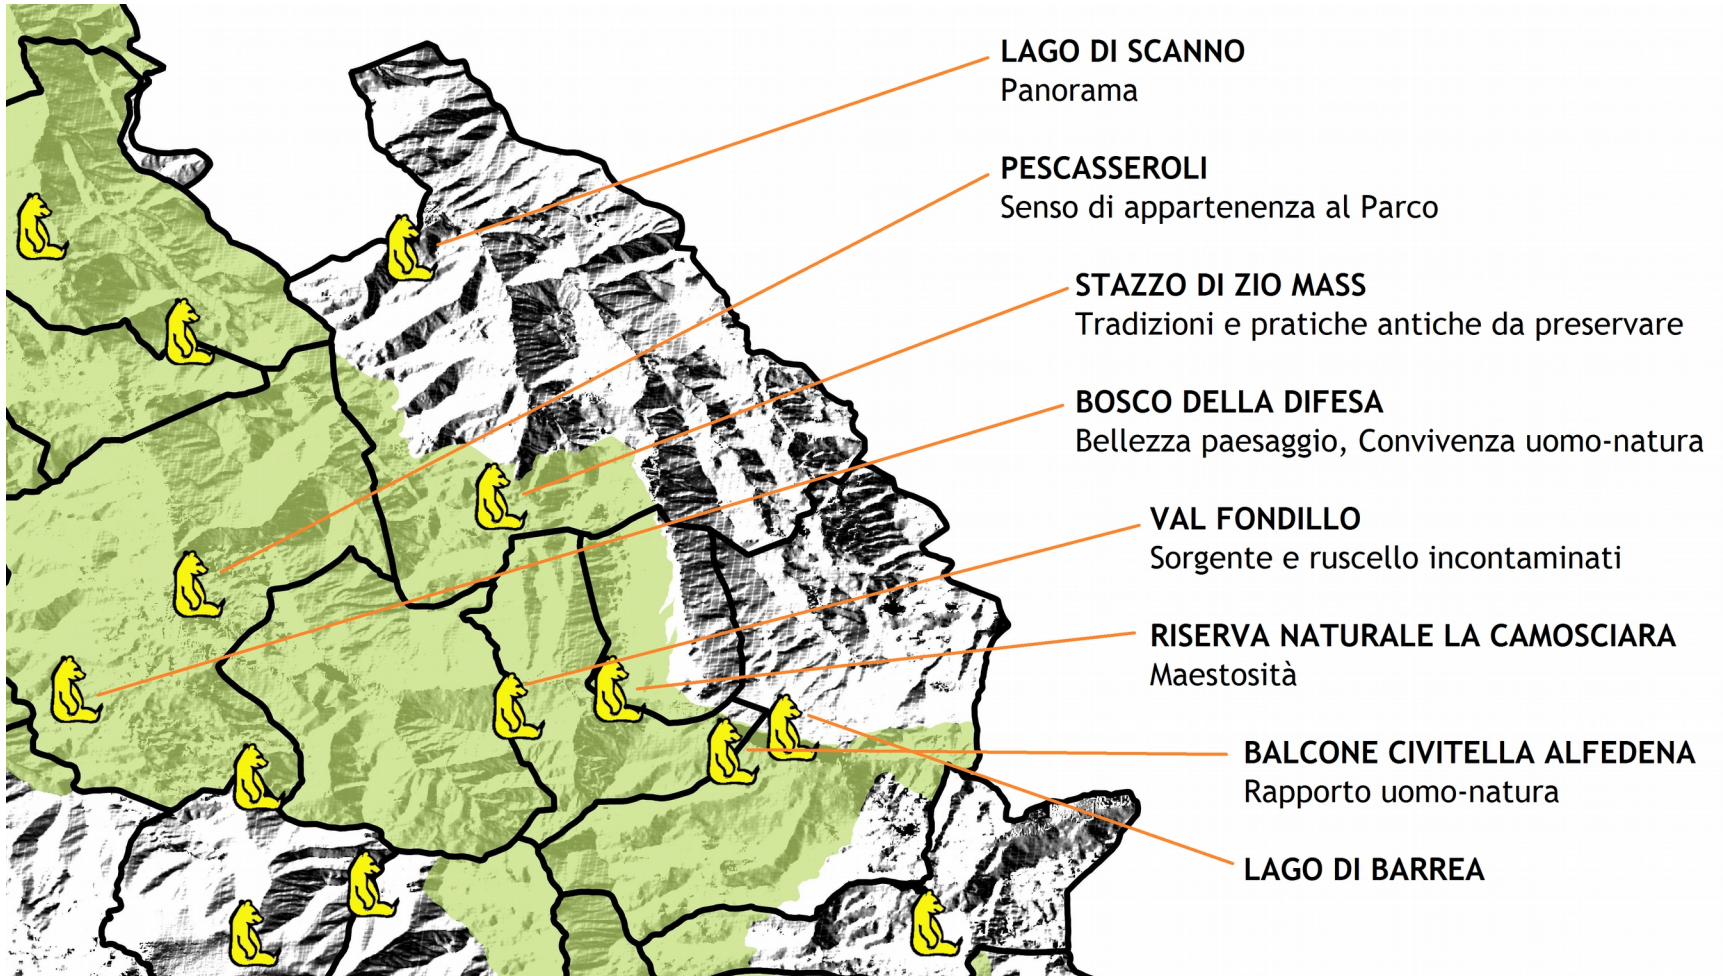 LAGO DI SCANNO
Panorama
PESCASSEROLI
Senso di appartenenza al Parco
STAZZO DI ZIO MASS
Tradizioni e pratiche antiche da preservare
BOSCO DELLA DIFESA
Bellezza paesaggio, Convivenza uomo-natura
VAL FONDILLO
Sorgente e ruscello incontaminati
RISERVA NATURALE LA CAMOSCIARA
Maestosità
BALCONE CIVITELLA ALFEDENA
Rapporto uomo-natura
LAGO DI BARREA